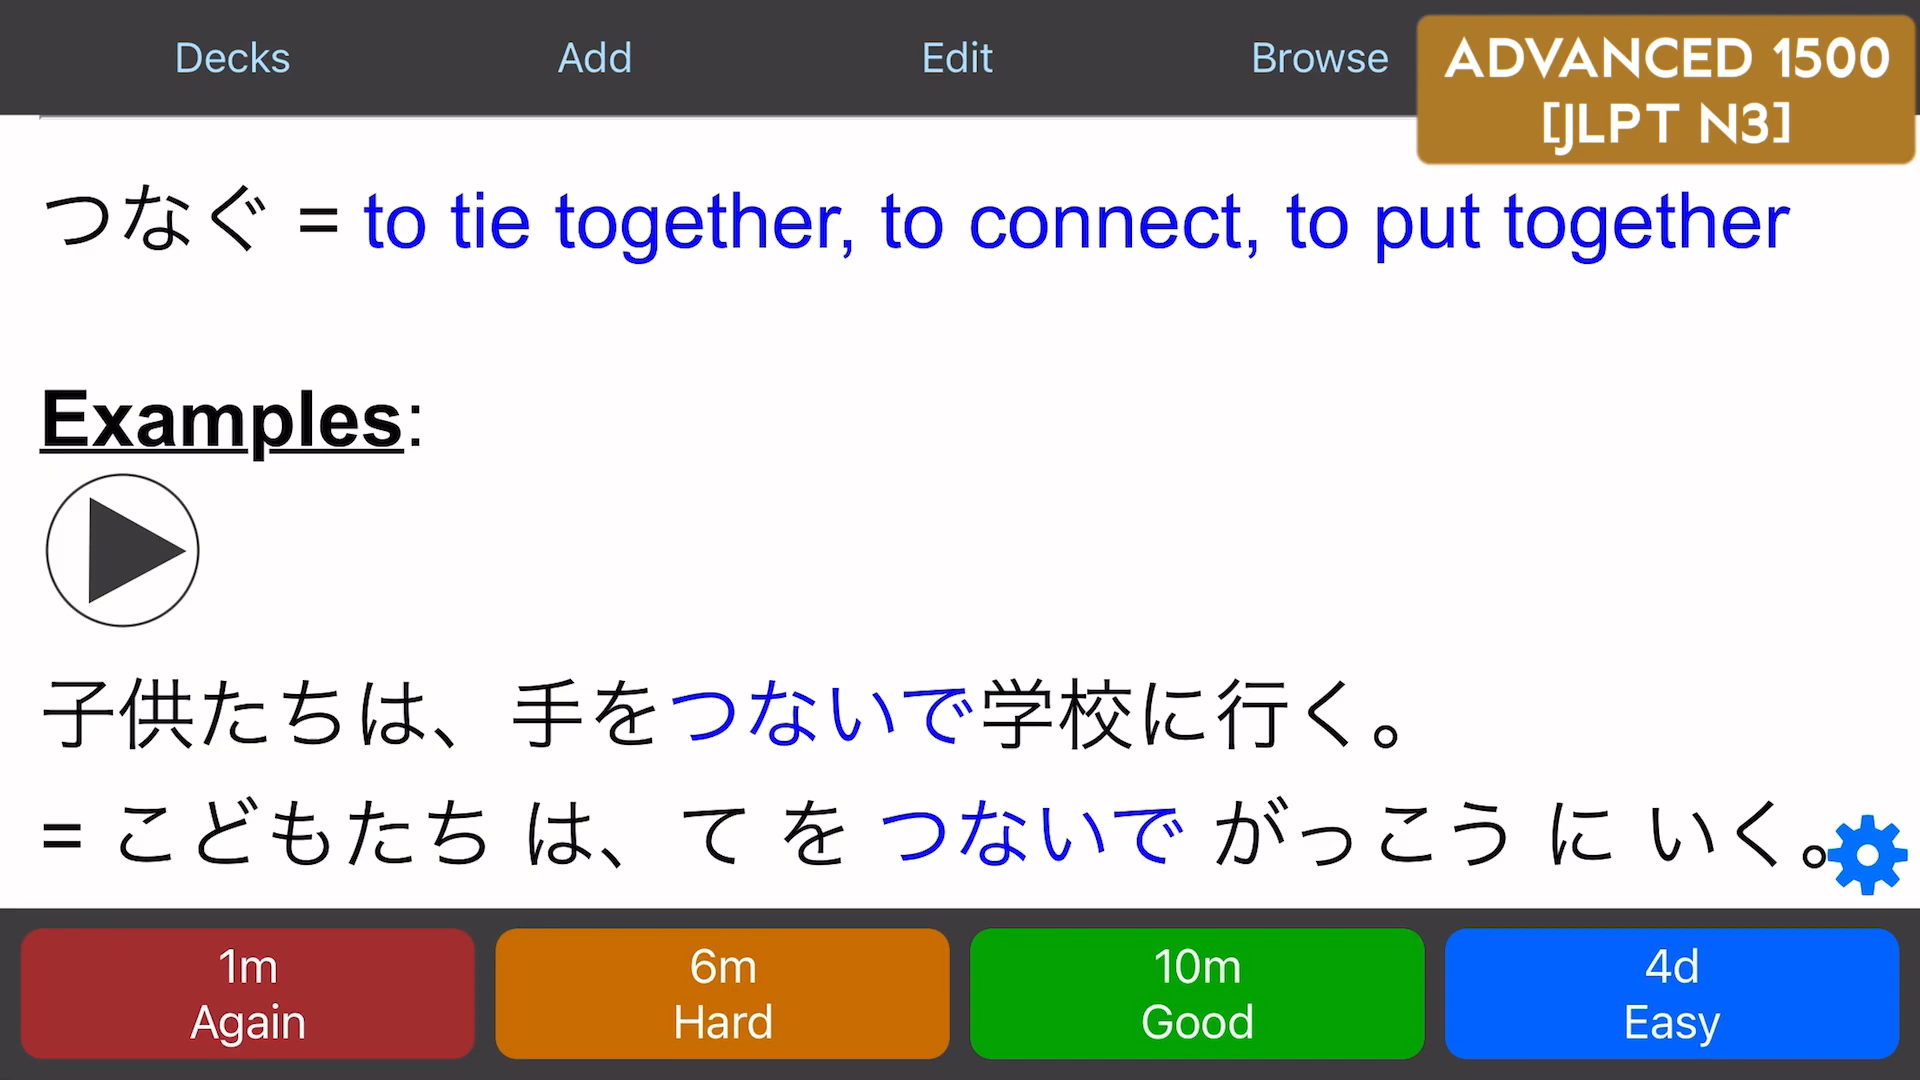 Decks Add Edit Browse
ADVANCED 1500
[JLPT N3]
つなぐ = to tie together, to connect, to put together
Examples:
子供たちは、手をつないで学校に行く。
= こどもたち は、て を つないで がっこう に いく。
1m 6m 10m 4d
Again Hard Good Easy